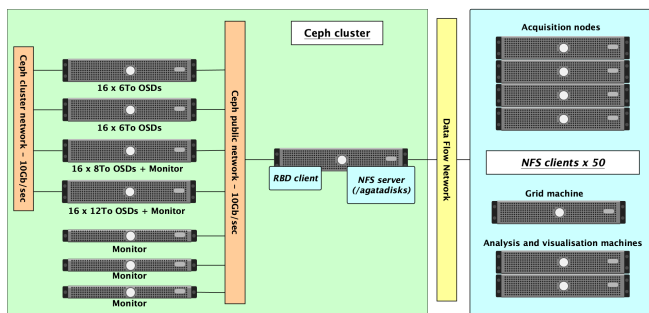 Ceph cluster
Ceph cluster network - 10Gb/sec
16 x 6To OSDs
16 x 6To OSDs
16 x 8To OSDs + Monitor
16 x 12To OSDs + Monitor
Monitor
Monitor
Monitor
Ceph public network - 10Gb/sec
RBD client
NFS server
(/agatadisks)
Data Flow Network
Acquisition nodes
NFS clients x 50
Grid machine
Analysis and visualisation machines